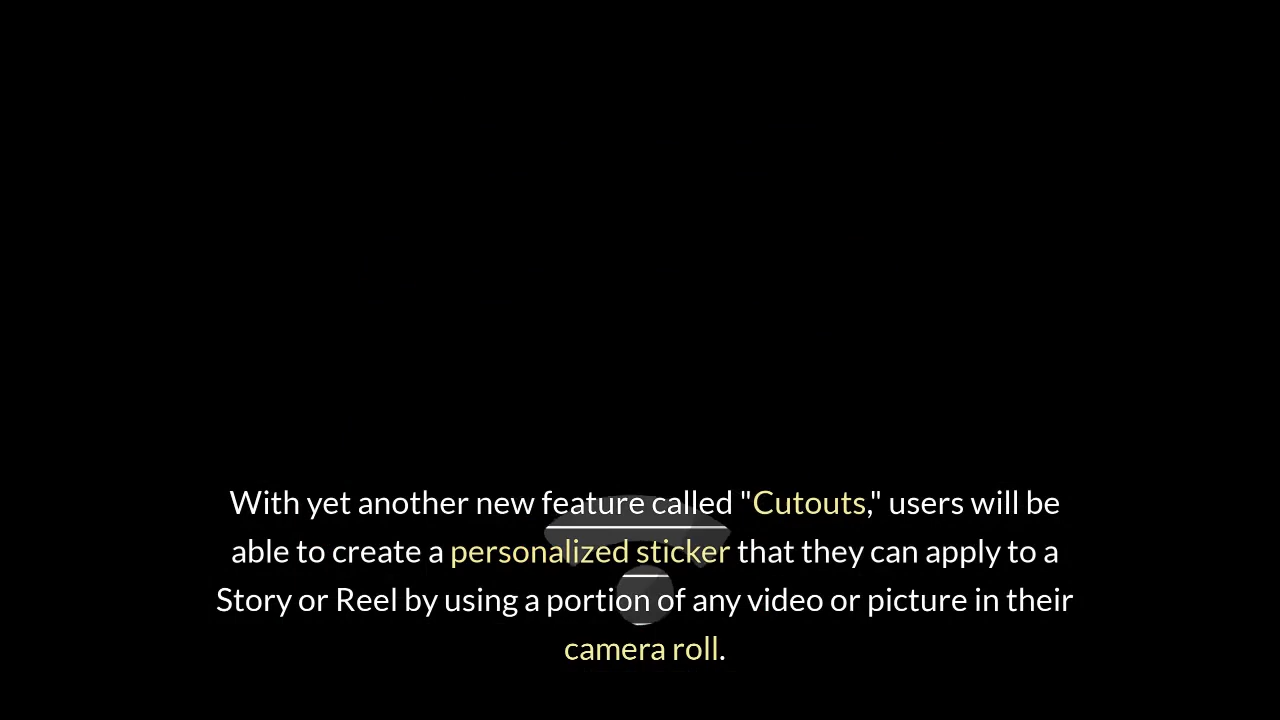 With yet another new feature called "Cutouts," users will be
able to create a personalized sticker that they can apply to a
Story or Reel by using a portion of any video or picture in their
camera roll.